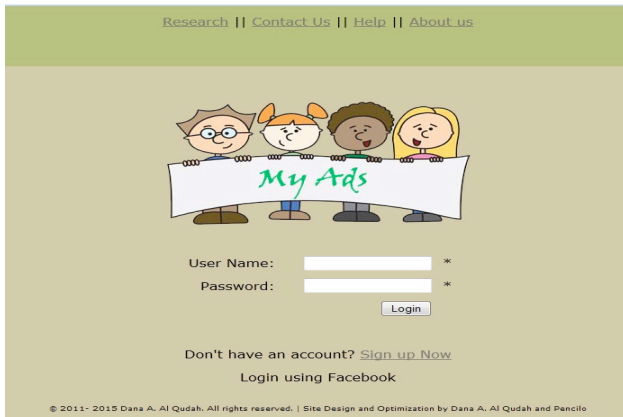 Research || Contact Us || Help || About us
My Ads
User Name: *
Password: *
Login
Don't have an account? Sign up Now
Login using Facebook
© 2011- 2015 Dana A. Al Qudah. All rights reserved. | Site Design and Optimization by Dana A. Al Qudah and Pencilo